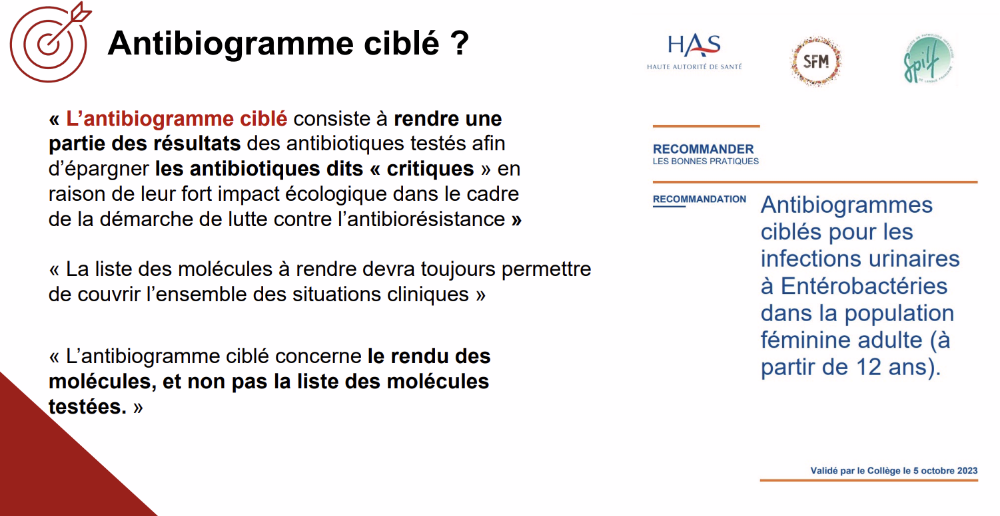 Antibiogramme ciblé ?
« L’antibiogramme ciblé consiste à rendre une
partie des résultats des antibiotiques testés afin
d’épargner les antibiotiques dits « critiques » en
raison de leur fort impact écologique dans le cadre
de la démarche de lutte contre l’antibiorésistance »
« La liste des molécules à rendre devra toujours permettre
de couvrir l’ensemble des situations cliniques »
« L’antibiogramme ciblé concerne le rendu des
molécules, et non pas la liste des molécules
testées. »
HAS
HAUTE AUTORITÉ DE SANTÉ
SFM
Spilf
DE LANGUE FRANÇAISE
RECOMMANDER
LES BONNES PRATIQUES
RECOMMANDATION
Antibiogrammes
ciblés pour les
infections urinaires
à Entérobactéries
dans la population
féminine adulte (à
partir de 12 ans).
Validé par le Collège le 5 octobre 2023